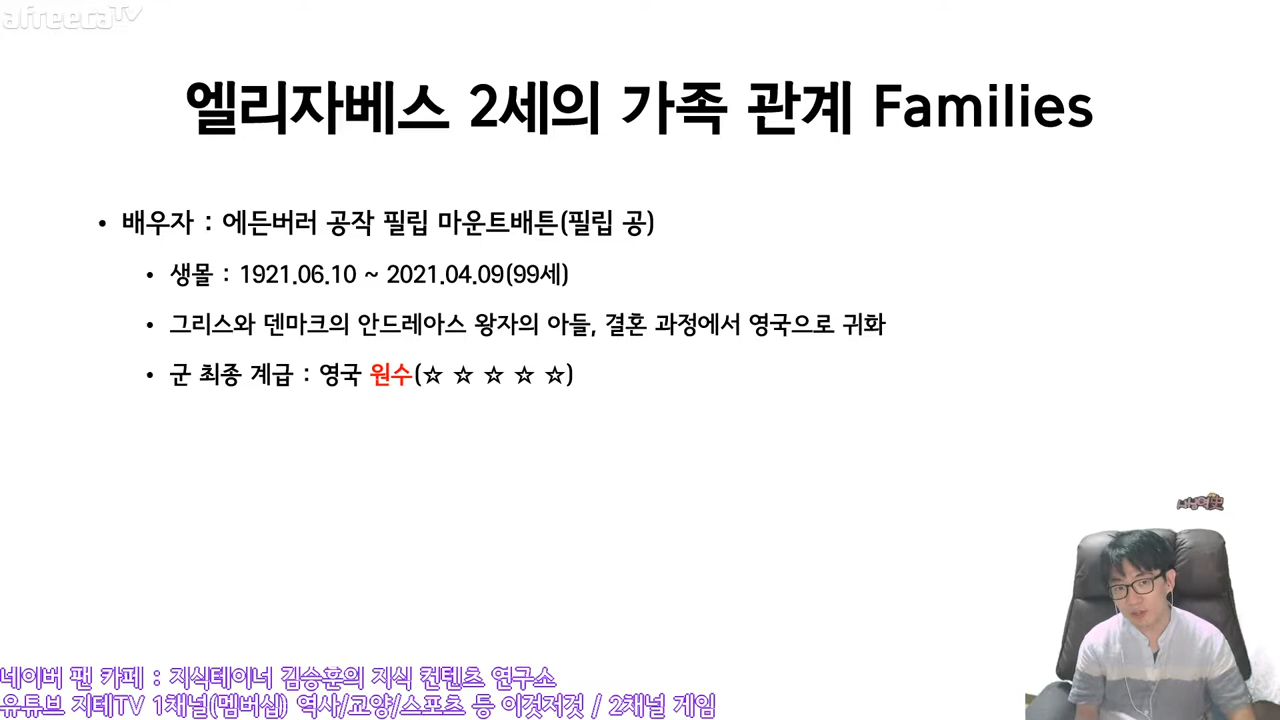 afreecaTV
엘리자베스 2세의 가족 관계 Families
• 배우자 : 에든버러 공작 필립 마운트배튼(필립 공)
• 생몰 : 1921.06.10 ~ 2021.04.09(99세)
• 그리스와 덴마크의 안드레아스 왕자의 아들, 결혼 과정에서 영국으로 귀화
• 군 최종 계급 : 영국 원수(☆ ☆ ☆ ☆ ☆)
네이버 팬 카페 : 지식테이너 김승훈의 지식 컨텐츠 연구소
유튜브 지테TV 1채널(멤버십) 역사/교양/스포츠 등 이것저것 / 2채널 게임